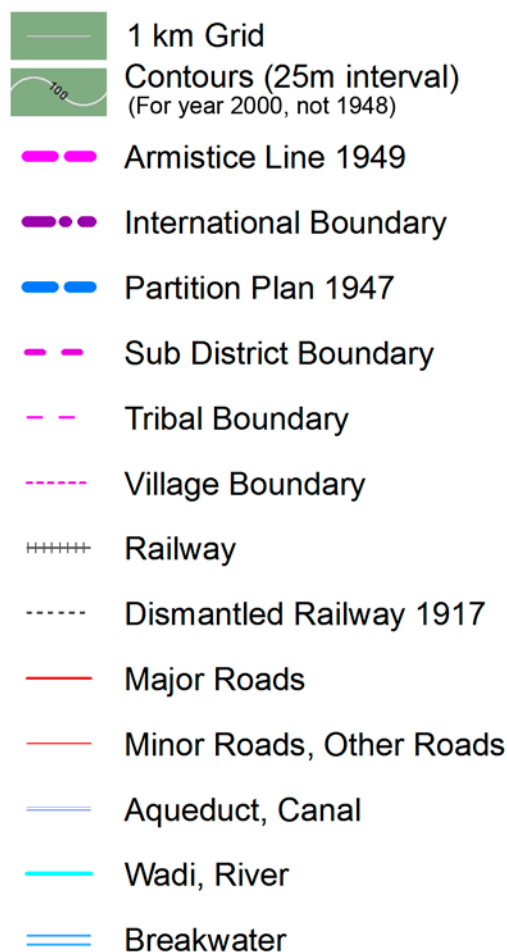 1 km Grid
100
Contours (25m interval)
(For year 2000, not 1948)
Armistice Line 1949
International Boundary
Partition Plan 1947
Sub District Boundary
Tribal Boundary
Village Boundary
Railway
Dismantled Railway 1917
Major Roads
Minor Roads, Other Roads
Aqueduct, Canal
Wadi, River
Breakwater